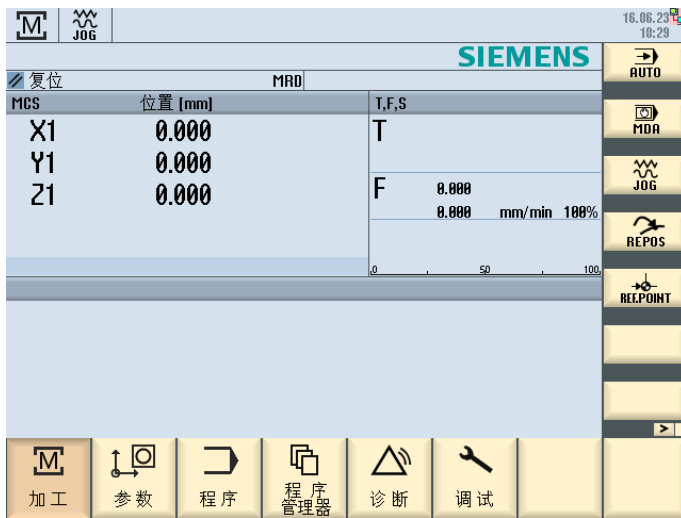 M JOG 16.06.23
10:29
SIEMENS
AUTO
复位 MRD
MCS 位置 [mm] T,F,S
X1 0.000 T
MDA
Y1 0.000
Z1 0.000 F 0.000
JOG
0.000 mm/min 100%
REPOS
0 50 100
REF.POINT
M
加工 参数 程序 程序 诊断 调试
管理器